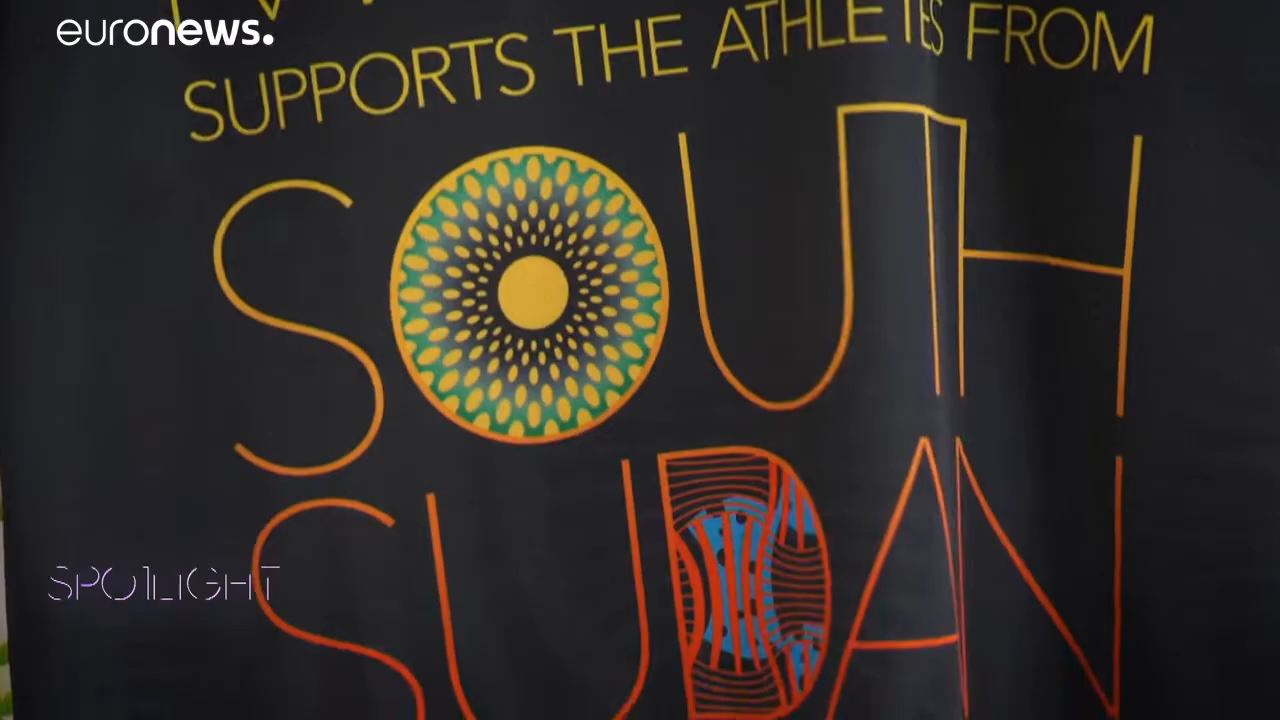 euronews.
SUPPORTS THE ATHLETES FROM
SOUTH
SUDAN
SPOTLIGHT